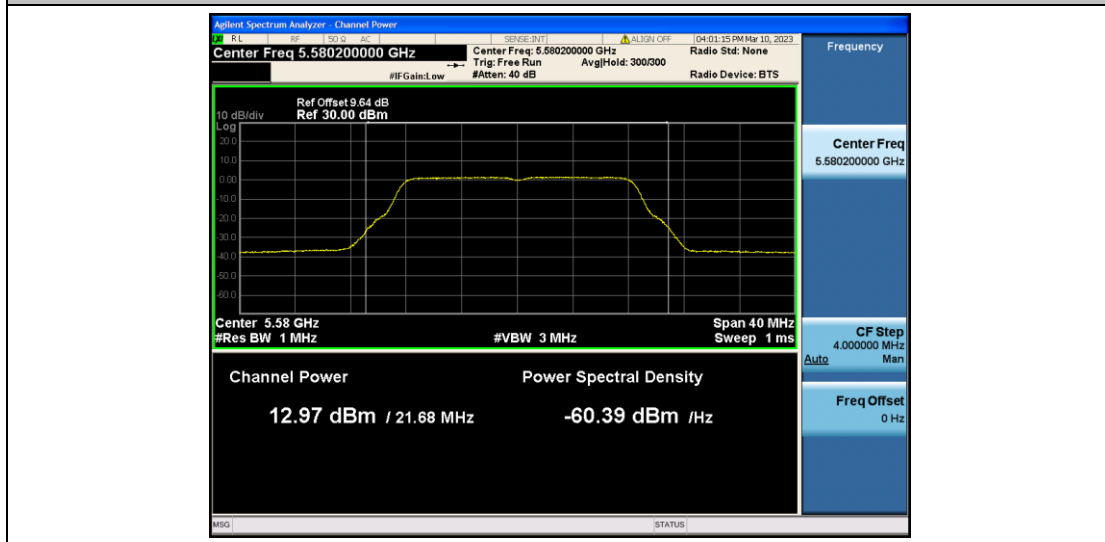 Agilent Spectrum Analyzer - Channel Power
RL RF 50 Ω AC SENSE:INT ALIGN OFF 04:01:15 PM Mar 10, 2023
Center Freq 5.580200000 GHz
Center Freq: 5.580200000 GHz
Radio Std: None
Trig: Free Run Avg|Hold: 300/300
#IFGain:Low #Atten: 40 dB Radio Device: BTS
Ref Offset 9.64 dB
10 dB/div Ref 30.00 dBm
Log
20.0
10.0
0.00
-10.0
-20.0
-30.0
-40.0
-50.0
-60.0
Center 5.58 GHz Span 40 MHz
#Res BW 1 MHz #VBW 3 MHz Sweep 1 ms
Channel Power Power Spectral Density
12.97 dBm / 21.68 MHz -60.39 dBm /Hz
MSG STATUS
Frequency
Center Freq
5.580200000 GHz
CF Step
4.000000 MHz
Auto Man
Freq Offset
0 Hz